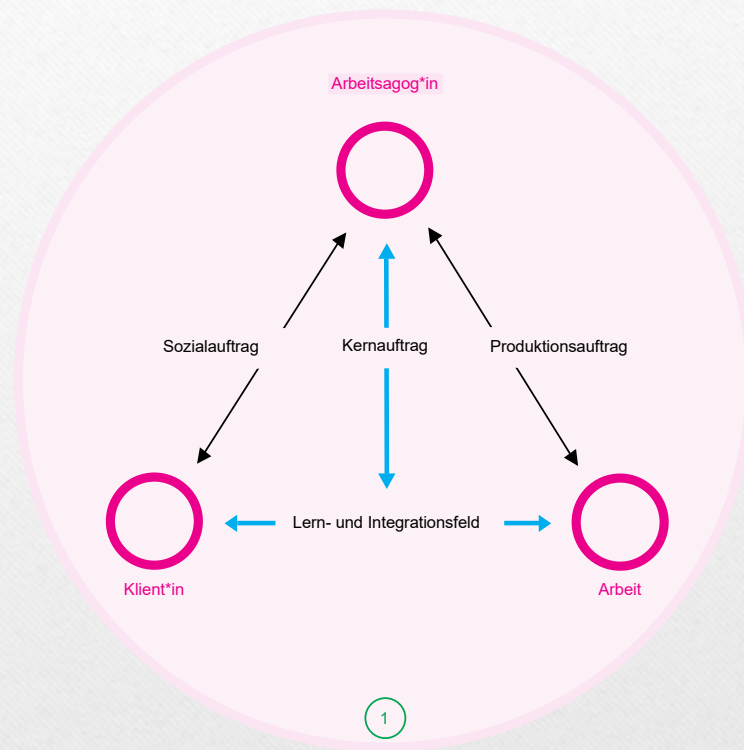 Arbeitsagog*in
Sozialauftrag
Kernauftrag
Produktionsauftrag
Lern- und Integrationsfeld
Klient*in
Arbeit
1